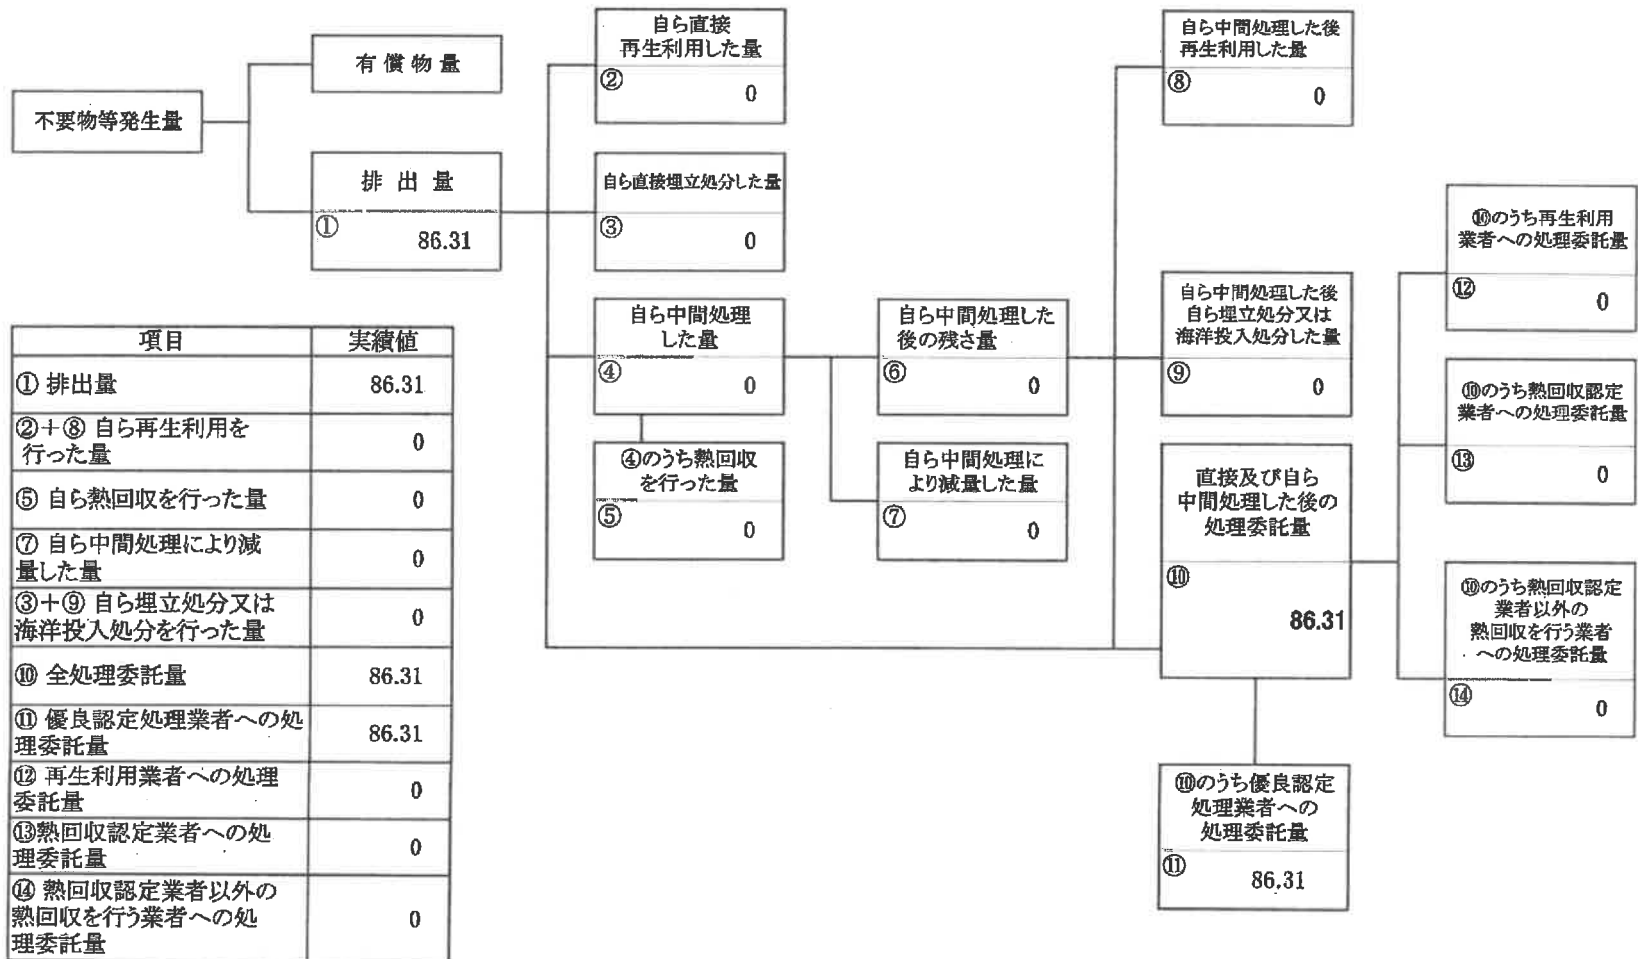 不要物等発生量
有償物量
排出量
①
86.31
自ら直接
再生利用した量
②
0
自ら直接埋立処分した量
③
0
自ら中間処理
した量
④
0
④のうち熱回収
を行った量
⑤
0
自ら中間処理した
後の残さ量
⑥
0
自ら中間処理に
より減量した量
⑦
0
自ら中間処理した後
再生利用した量
⑧
0
自ら中間処理した後
自ら埋立処分又は
海洋投入処分した量
⑨
0
直接及び自ら
中間処理した後の
処理委託量
⑩
86.31
⑩のうち優良認定
処理業者への
処理委託量
⑪
86.31
⑩のうち再生利用
業者への処理委託量
⑫
0
⑩のうち熱回収認定
業者への処理委託量
⑬
0
⑩のうち熱回収認定
業者以外の
熱回収を行う業者
への処理委託量
⑭
0
項目 実績値
① 排出量 86.31
②+⑧ 自ら再生利用を
行った量 0
⑤ 自ら熱回収を行った量 0
⑦ 自ら中間処理により減
量した量 0
③+⑨ 自ら埋立処分又は
海洋投入処分を行った量 0
⑩ 全処理委託量 86.31
⑪ 優良認定処理業者への処
理委託量 86.31
⑫ 再生利用業者への処理
委託量 0
⑬熱回収認定業者への処
理委託量 0
⑭ 熱回収認定業者以外の
熱回収を行う業者への処
理委託量 0